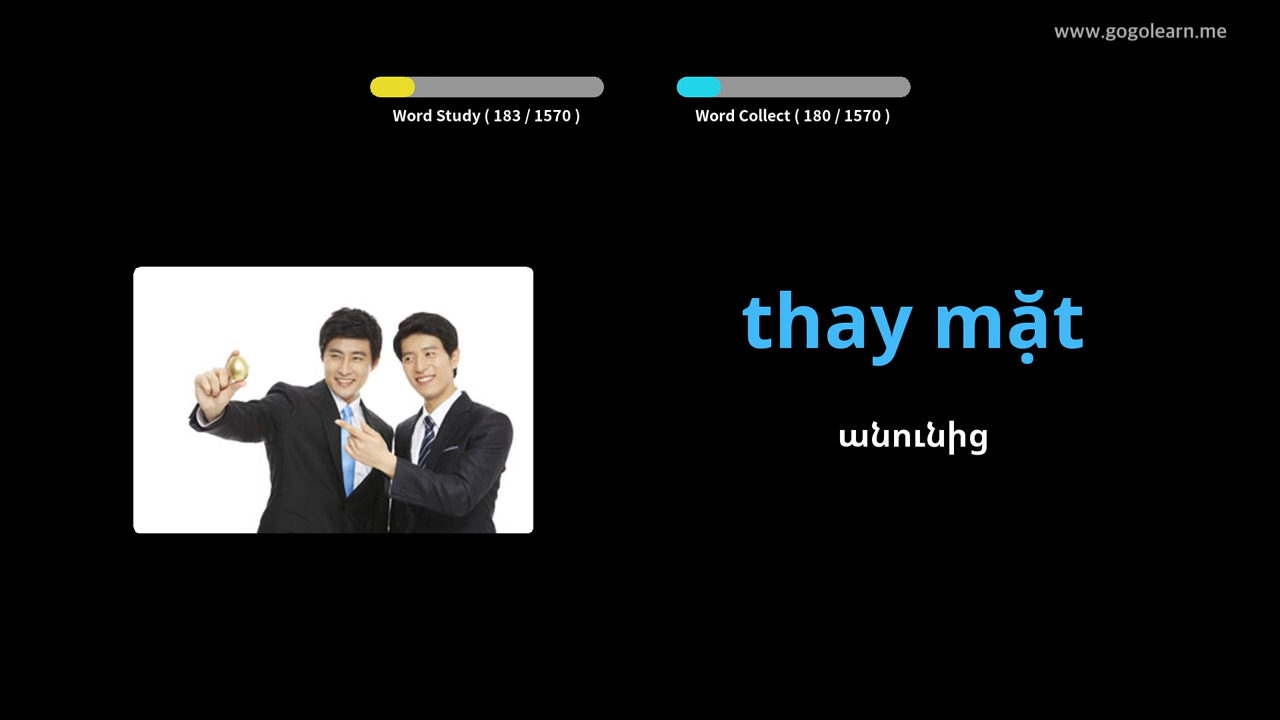 www.gogolearn.me
Word Study ( 183 / 1570 )
Word Collect ( 180 / 1570 )
thay mặt
անունից